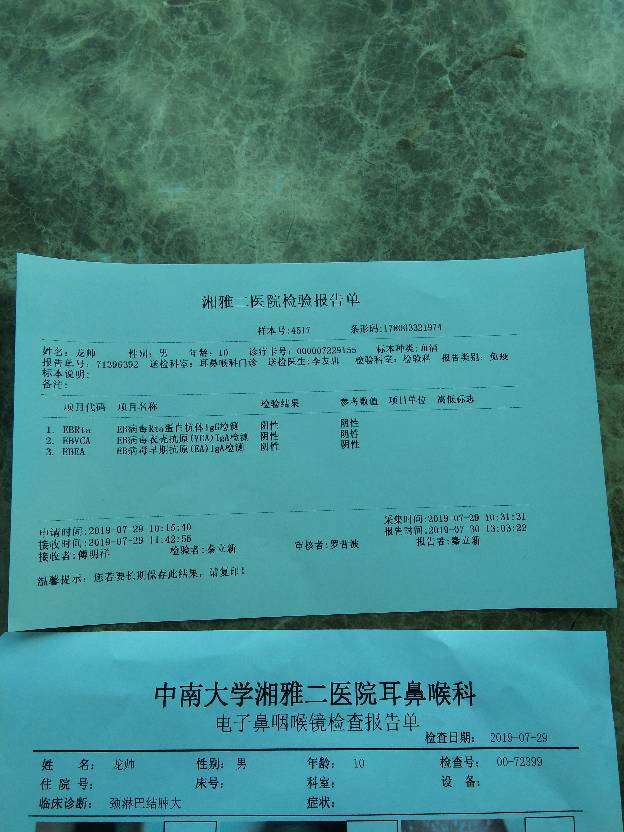 湘雅二医院检验报告单
样本号:4517 条形码:178003321974
姓名: 龙帅 性别: 男 年龄: 10 诊疗卡号: 000007229155 标本种类:血清
报告单号: 71396392 送检科室: 耳鼻喉科门诊 送检医生:李友忠 检验科室: 检验科 报告类别: 免疫
标本说明:
备注:
项目代码 项目名称 检验结果 参考数值 项目单位 高低标志
1. EBRta EB病毒Rta蛋白抗体IgG检测 阴性 阴性
2. EBVCA EB病毒衣壳抗原(VCA)IgA检测 阴性 阴性
3. EBEA EB病毒早期抗原(EA)IgA检测 阴性 阴性
申请时间:2019-07-29 10:15:40 采集时间:2019-07-29 10:31:31
接收时间:2019-07-29 11:42:56 报告时间:2019-07-30 13:03:22
接收者:傅明祥 检验者:秦立新 审核者:罗普波 报告者:秦立新
温馨提示: 您若要长期保存此结果, 请复印!
中南大学湘雅二医院耳鼻喉科
电子鼻咽喉镜检查报告单
检查日期: 2019-07-29
姓 名: 龙帅 性别: 男 年龄: 10 检查号: 00-72399
住 院 号: 床号: 科室: 设 备:
临床诊断: 颈淋巴结肿大 症状: